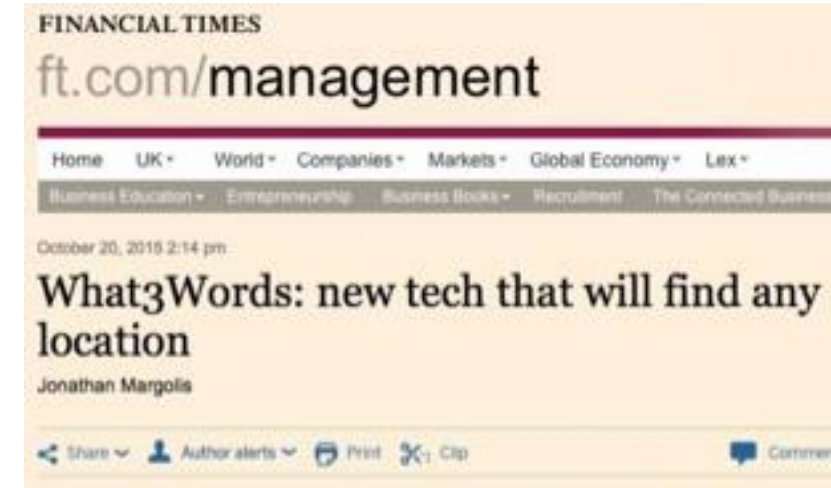 FINANCIAL TIMES
ft.com/management
Home UK World Companies Markets Global Economy Lex
Business Education Entrepreneurship Business Books Recruitment The Connected Business
October 20, 2015 2:14 pm
What3Words: new tech that will find any
location
Jonathan Margolis
Share Author alerts Print Clip Commen